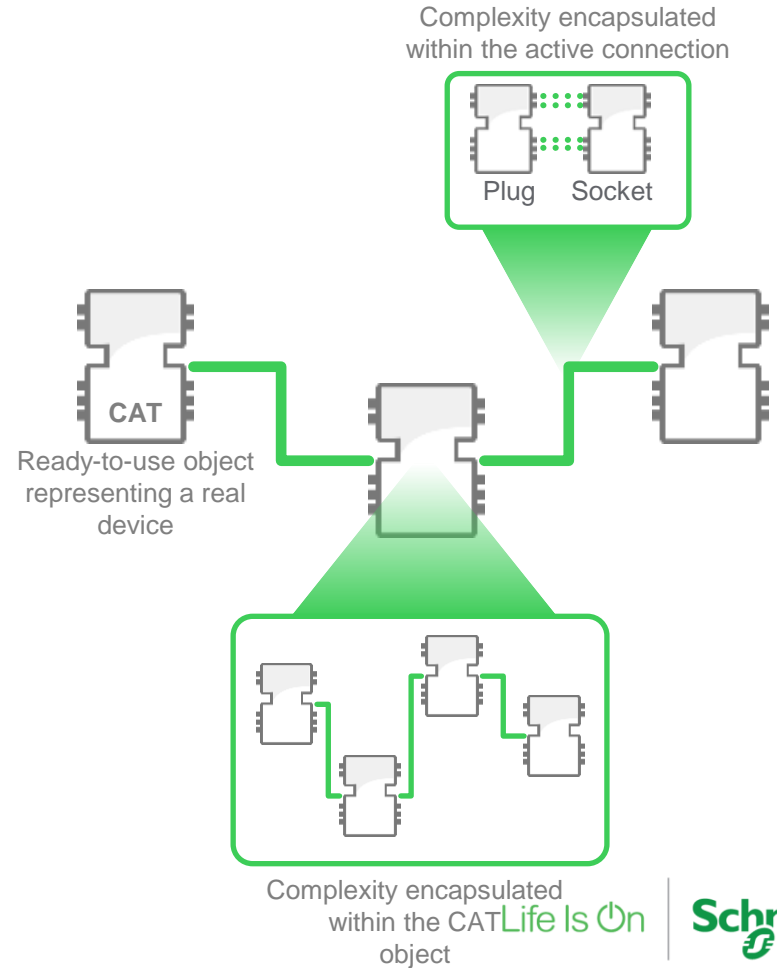 Complexity encapsulated
within the active connection
Plug Socket
CAT
Ready-to-use object
representing a real
device
Complexity encapsulated
within the CAT
object
Life Is On
Schn